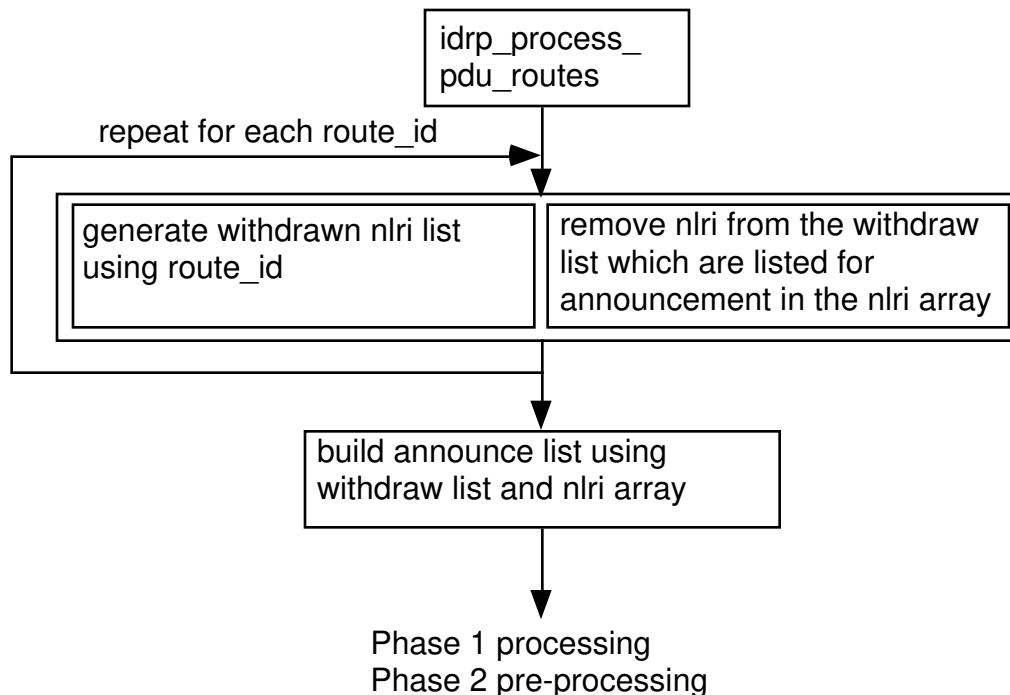 idrp_process_
pdu_routes
repeat for each route_id
generate withdrawn nlri list
using route_id
remove nlri from the withdraw
list which are listed for
announcement in the nlri array
build announce list using
withdraw list and nlri array
Phase 1 processing
Phase 2 pre-processing